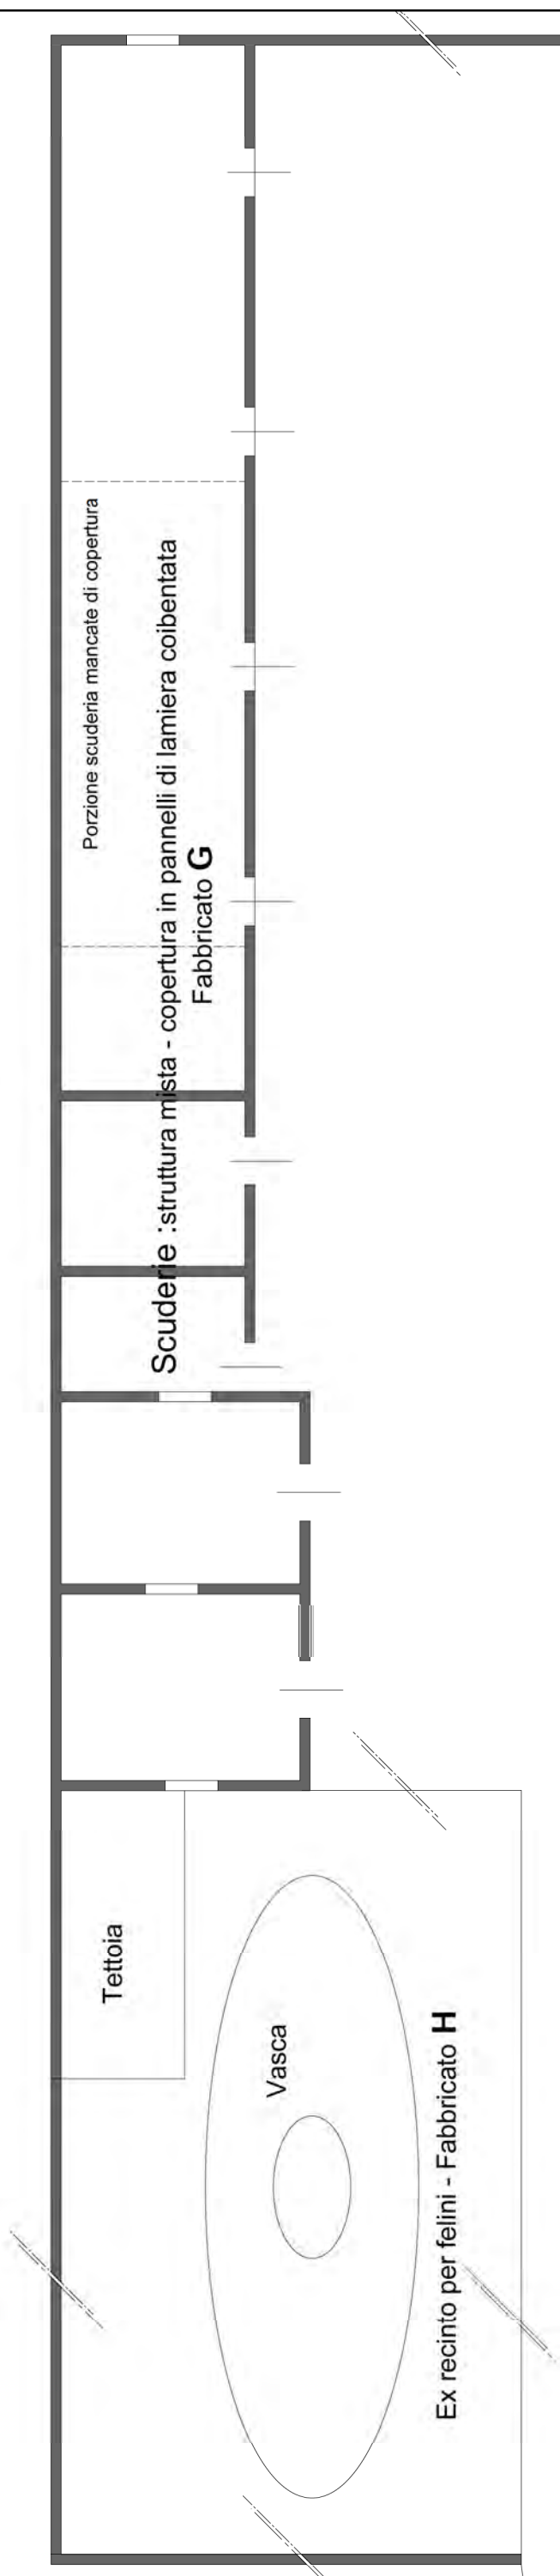 Porzione scuderia mancate di copertura
Scuderie :struttura mista - copertura in pannelli di lamiera coibentata
Fabbricato G
Tettoia
Vasca
Ex recinto per felini - Fabbricato H